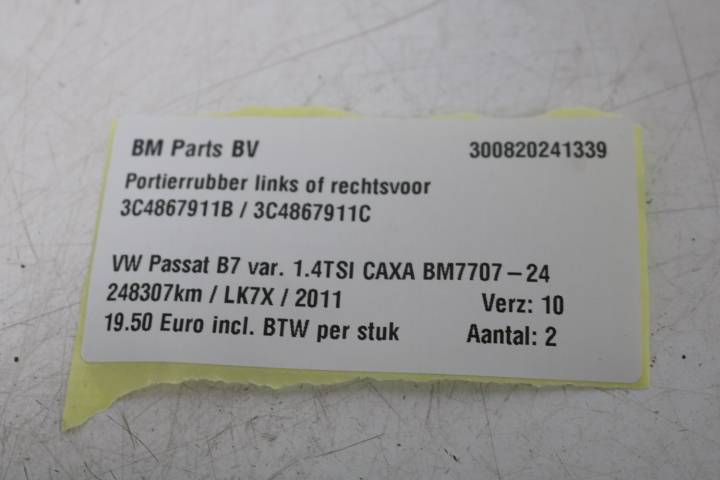 BM Parts BV 300820241339
Portierrubber links of rechtsvoor
3C4867911B / 3C4867911C
VW Passat B7 var. 1.4TSI CAXA BM7707-24
248307km / LK7X / 2011 Verz: 10
19.50 Euro incl. BTW per stuk Aantal: 2